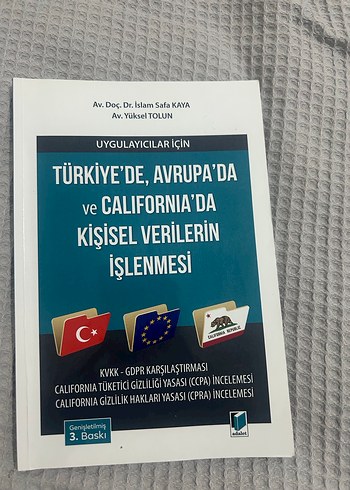 Av. Doç. Dr. İslam Safa KAYA
Av. Yüksel TOLUN
UYGULAYICILAR İÇİN
TÜRKİYE'DE, AVRUPA'DA
ve CALIFORNIA'DA
KİŞİSEL VERİLERİN
İŞLENMESİ
CALIFORNIA REPUBLIC
KVKK - GDPR KARŞILAŞTIRMASI
CALIFORNIA TÜKETİCİ GİZLİLİĞİ YASASI (CCPA) İNCELEMESİ
CALIFORNIA GİZLİLİK HAKLARI YASASI (CPRA) İNCELEMESİ
Genişletilmiş
3. Baskı
adalet